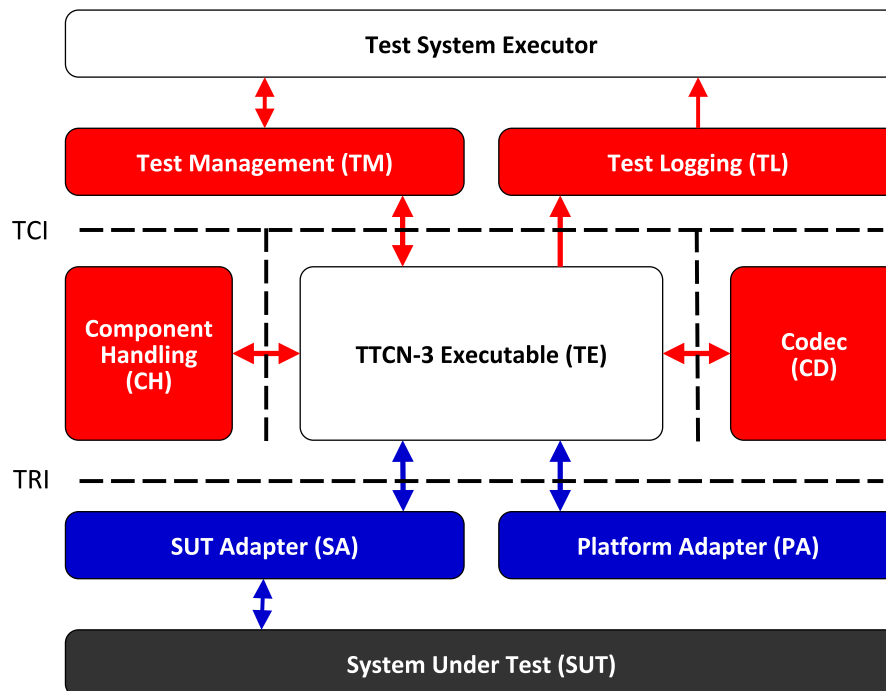 Test System Executor
Test Management (TM)
Test Logging (TL)
TCI
Component
Handling
(CH)
TTCN-3 Executable (TE)
Codec
(CD)
TRI
SUT Adapter (SA)
Platform Adapter (PA)
System Under Test (SUT)